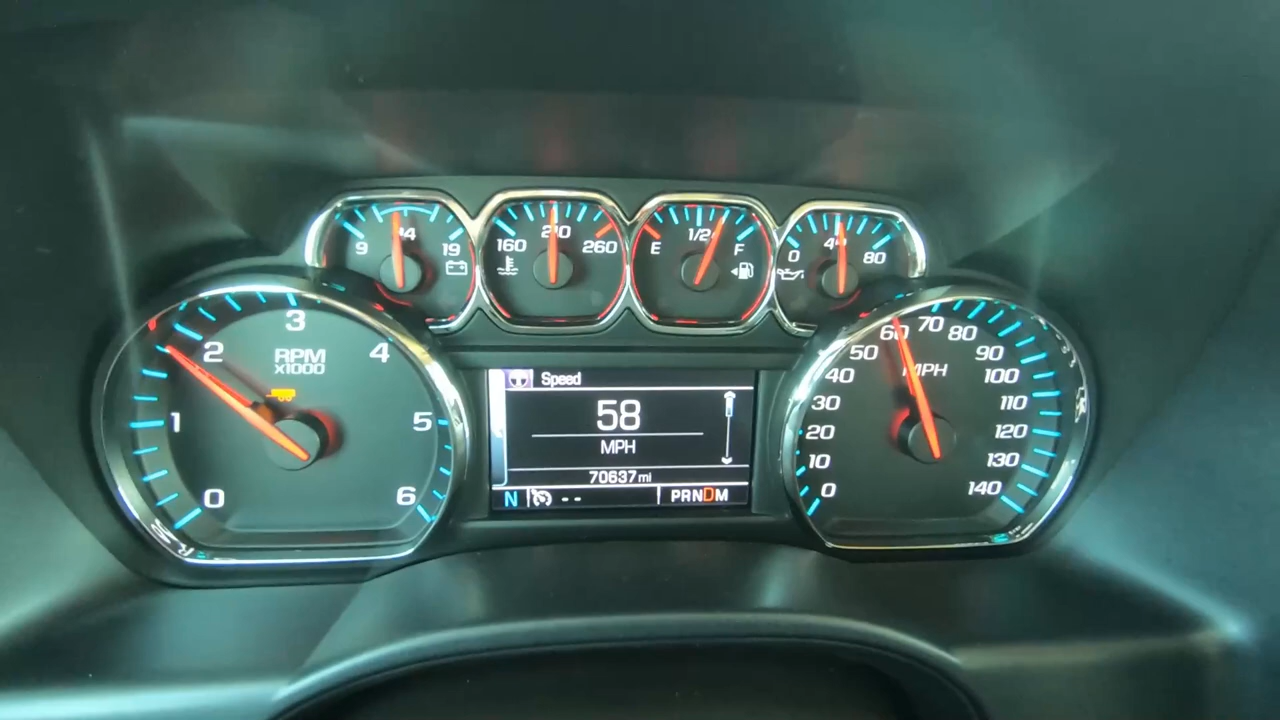 9 14 19
160 210 260
E 1/2 F
0 40 80
0 1 2 3 4 5 6
RPM
x1000
Speed
58
MPH
70637 mi
N -- PRNDM
0 10 20 30 40 50 60 70 80 90 100 110 120 130 140
MPH